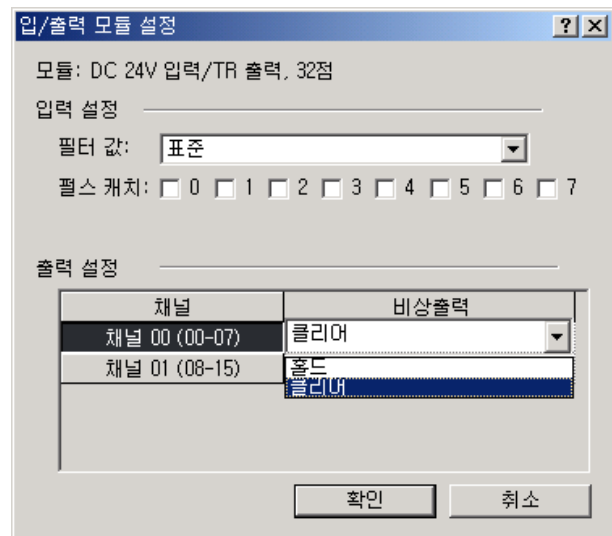 입/출력 모듈 설정
모듈: DC 24V 입력/TR 출력, 32점
입력 설정
필터 값: 표준
펄스 캐치: 0 1 2 3 4 5 6 7
출력 설정
채널 비상출력
채널 00 (00-07) 클리어
채널 01 (08-15) 홀드
클리어
확인 취소